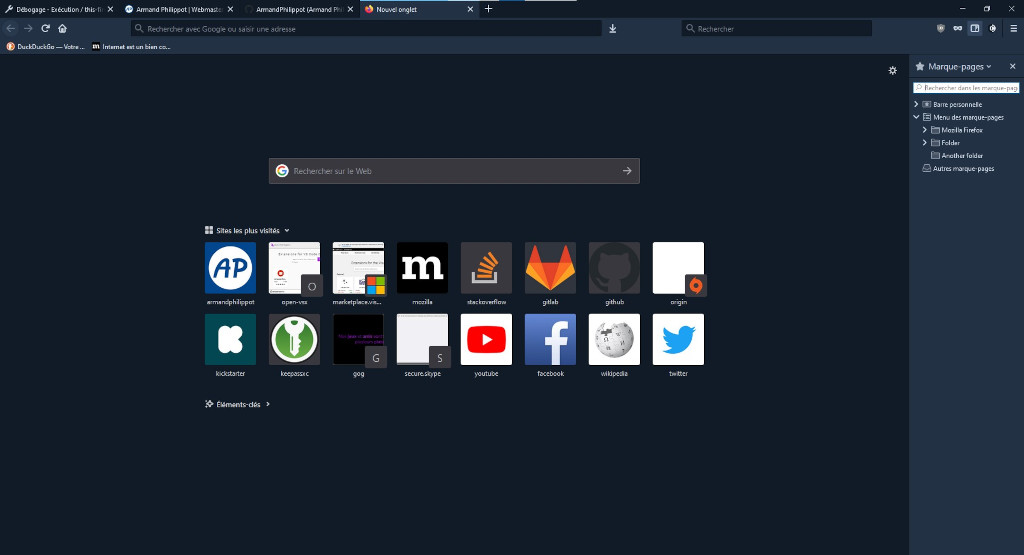 Débogage - Exécution / this-fi
Armand Philippot | Webmaste
ArmandPhilippot (Armand Phi
Nouvel onglet
Rechercher avec Google ou saisir une adresse
Rechercher
DuckDuckGo — Votre ...
m Internet est un bien co...
Marque-pages
Rechercher dans les marque-pag
Barre personnelle
Menu des marque-pages
Mozilla Firefox
Folder
Another folder
Autres marque-pages
G Rechercher sur le Web
Sites les plus visités
AP
O
m
armandphilippot
open-vsx
marketplace.vis...
mozilla
stackoverflow
gitlab
github
origin
G
S
f
W
kickstarter
keepassxc
gog
secure.skype
youtube
facebook
wikipedia
twitter
Éléments-clés